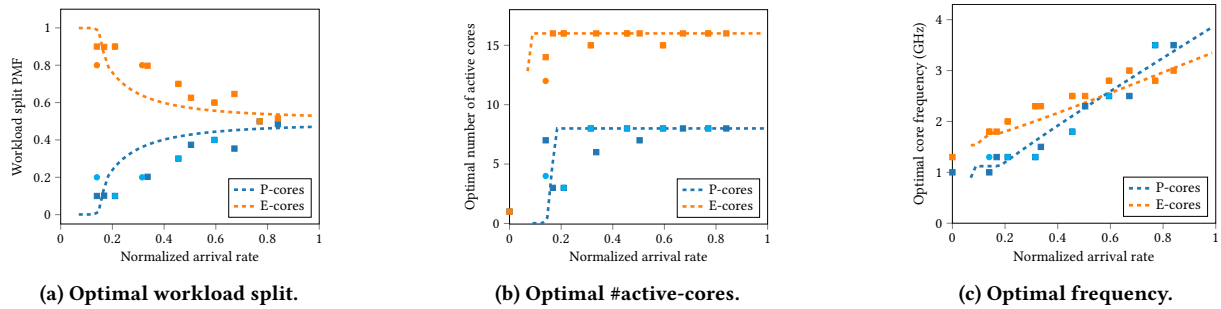 Workload split PMF
1
0.8
0.6
0.4
0.2
0
P-cores
E-cores
0
0.2
0.4
0.6
0.8
1
Normalized arrival rate
(a) Optimal workload split.
Optimal number of active cores
15
10
5
0
P-cores
E-cores
0
0.2
0.4
0.6
0.8
1
Normalized arrival rate
(b) Optimal #active-cores.
Optimal core frequency (GHz)
4
3
2
1
0
P-cores
E-cores
0
0.2
0.4
0.6
0.8
1
Normalized arrival rate
(c) Optimal frequency.